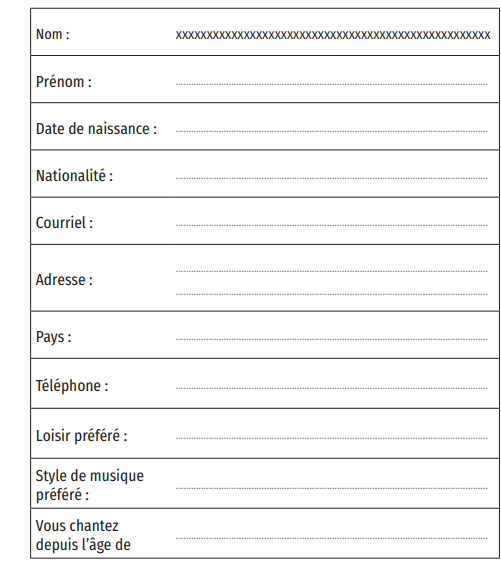 Nom : xxxxxxxxxxxxxxxxxxxxxxxxxxxxxxxxxxxxxxxxxxxxxxxxxxxx
Prénom :
Date de naissance :
Nationalité :
Courriel :
Adresse :
Pays :
Téléphone :
Loisir préféré :
Style de musique
préféré :
Vous chantez
depuis l'âge de